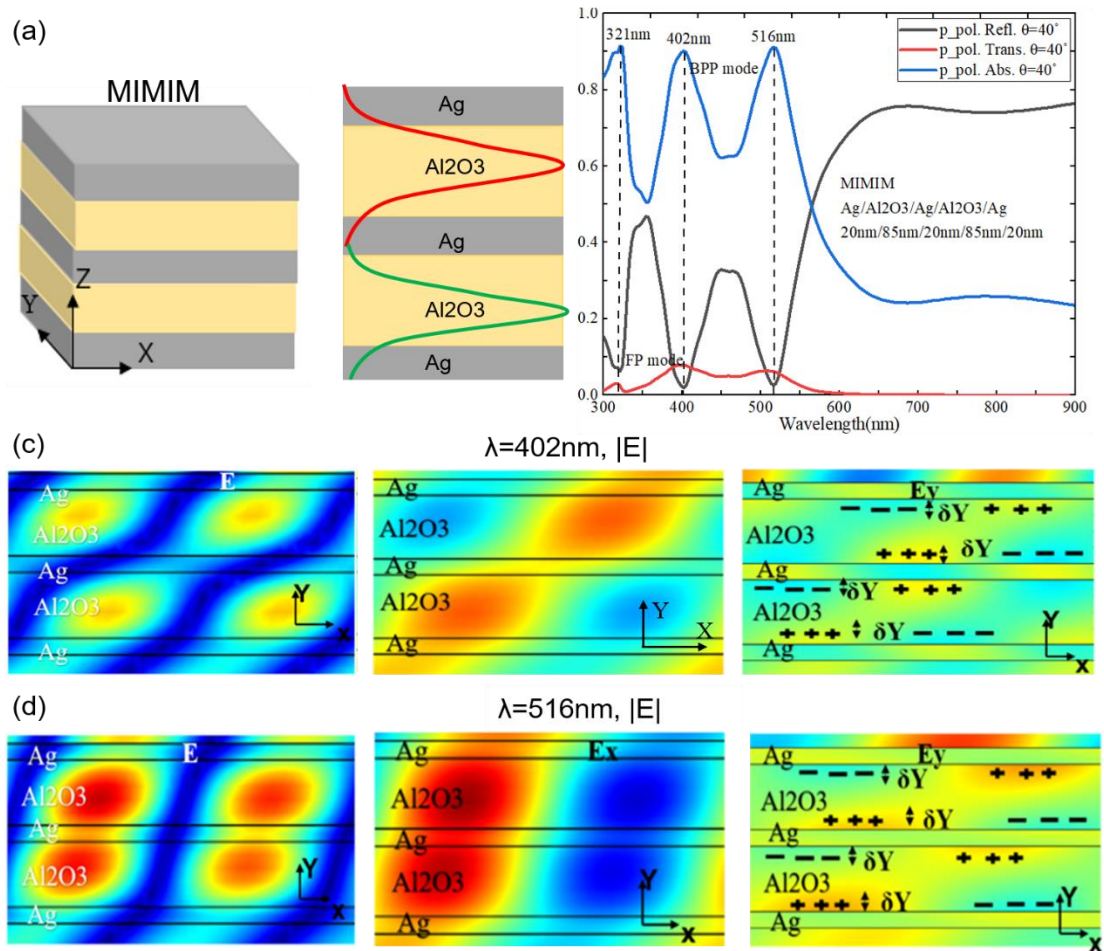 (a)
MIMIM
Z
Y
X
Ag
Al2O3
Ag
Al2O3
Ag
321nm
402nm
516nm
BPP mode
FP mode
p_pol. Refl. θ=40°
p_pol. Trans. θ=40°
p_pol. Abs. θ=40°
MIMIM
Ag/Al2O3/Ag/Al2O3/Ag
20nm/85nm/20nm/85nm/20nm
1.0
0.8
0.6
0.4
0.2
0.0
300 400 500 600 700 800 900
Wavelength(nm)
(c)
λ=402nm, |E|
E
Ag
Al2O3
Ag
Al2O3
Ag
Y
x
Ag
Al2O3
Ag
Al2O3
Ag
Y
X
Ag
Ey
− − − δY + + +
Al2O3
+ + + δY − − −
Ag
− − − δY + + +
Al2O3
+ + + δY − − −
Ag
Y
x
(d)
λ=516nm, |E|
Ag
E
Al2O3
Ag
Al2O3
Ag
Y
x
Ag
Ex
Al2O3
Ag
Al2O3
Ag
Y
x
Ag
Ey
− − − δY + + +
Al2O3
+ + + δY − − −
Ag
− − − δY + + +
Al2O3
+ + + δY − − −
Ag
Y
x